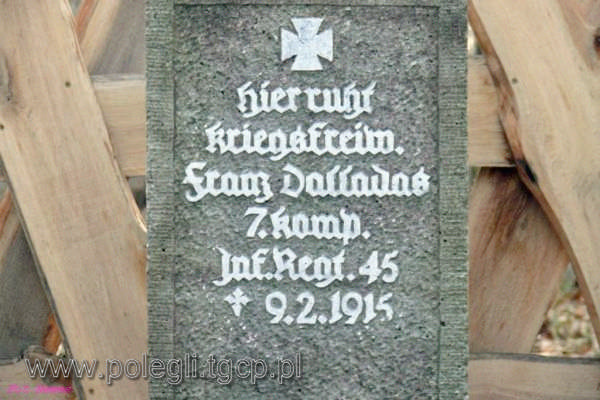 hier ruht
kriegsfreiw.
Franz Dalladas
7. komp.
Inf. Regt. 45
9.2.1915
www.polegli.tgcp.pl